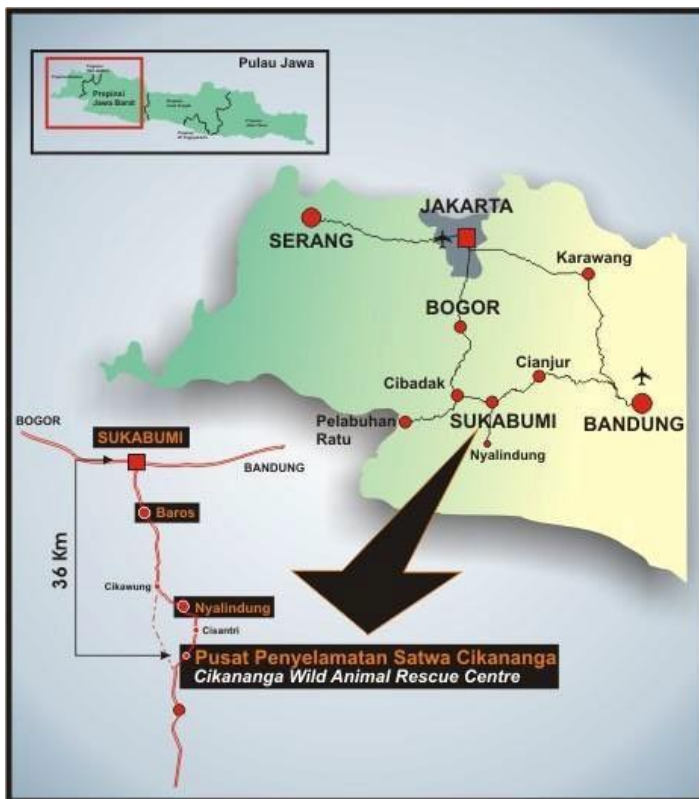 Pulau Jawa
Propinsi
Jawa Barat
JAKARTA
SERANG
Karawang
BOGOR
Cianjur
Cibadak
Pelabuhan
Ratu
SUKABUMI
BANDUNG
Nyalindung
BOGOR
SUKABUMI
BANDUNG
Baros
36 Km
Cikawung
Nyalindung
Cisantri
Pusat Penyelamatan Satwa Cikananga
Cikananga Wild Animal Rescue Centre